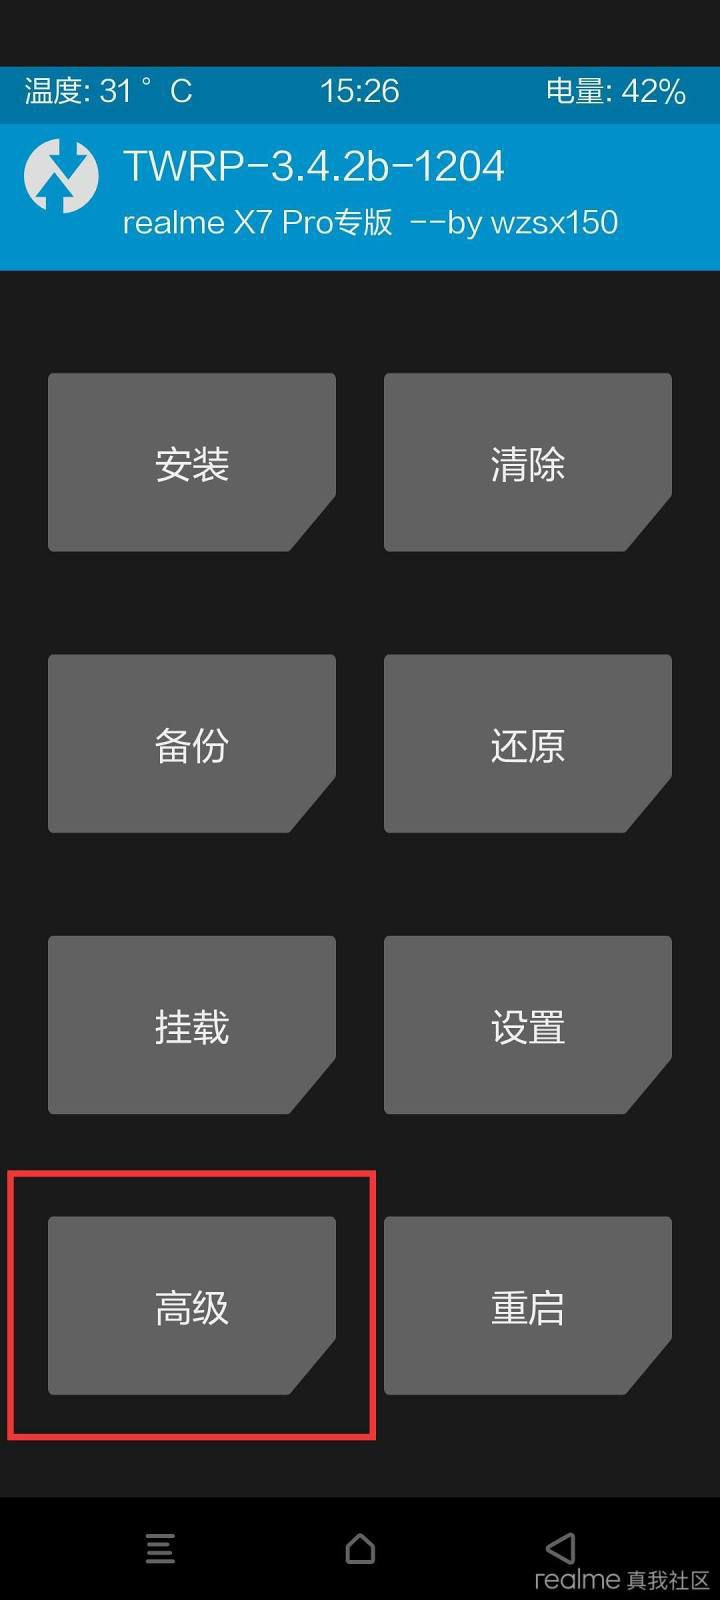 温度: 31 ° C 15:26 电量: 42%
TWRP-3.4.2b-1204
realme X7 Pro专版 --by wzsx150
安装 清除
备份 还原
挂载 设置
高级 重启
realme 真我社区